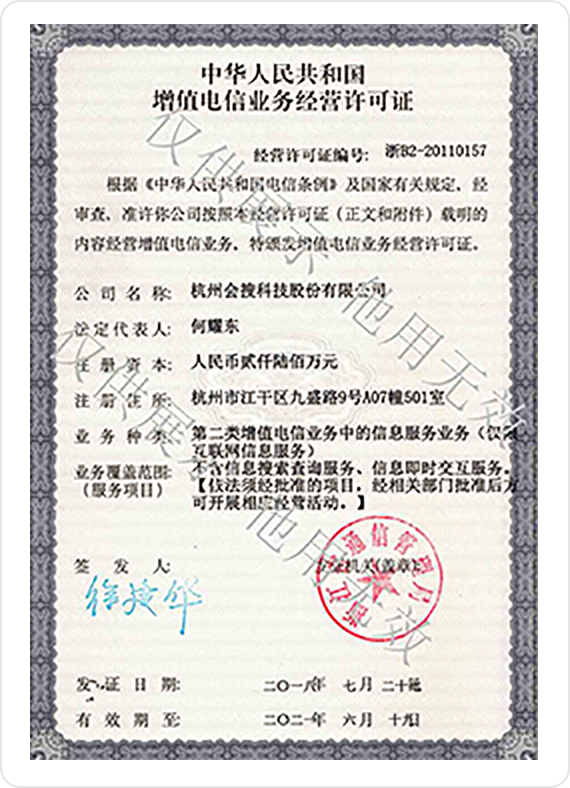 中华人民共和国
增值电信业务经营许可证
经营许可证编号: 浙B2-20110157
根据《中华人民共和国电信条例》及国家有关规定、经
审查、准许你公司按照本经营许可证（正文和附件）载明的
内容经营增值电信业务。特颁发增值电信业务经营许可证。
公司名称: 杭州会搜科技股份有限公司
法定代表人: 何耀东
注册资本: 人民币贰仟陆佰万元
注册住所: 杭州市江干区九盛路9号A07幢501室
业务种类: 第二类增值电信业务中的信息服务业务（仅限
互联网信息服务）
业务覆盖范围: 不含信息搜索查询服务、信息即时交互服务。
（服务项目） 【依法须经批准的项目，经相关部门批准后方
可开展相应经营活动。】
签发人: 发证机关(盖章):
浙江省通信管理局
发证日期: 二〇一八年 七月 二十
有效期至: 二〇二一年 六月 十九日
仅供展示 他用无效
仅供展示 他用无效